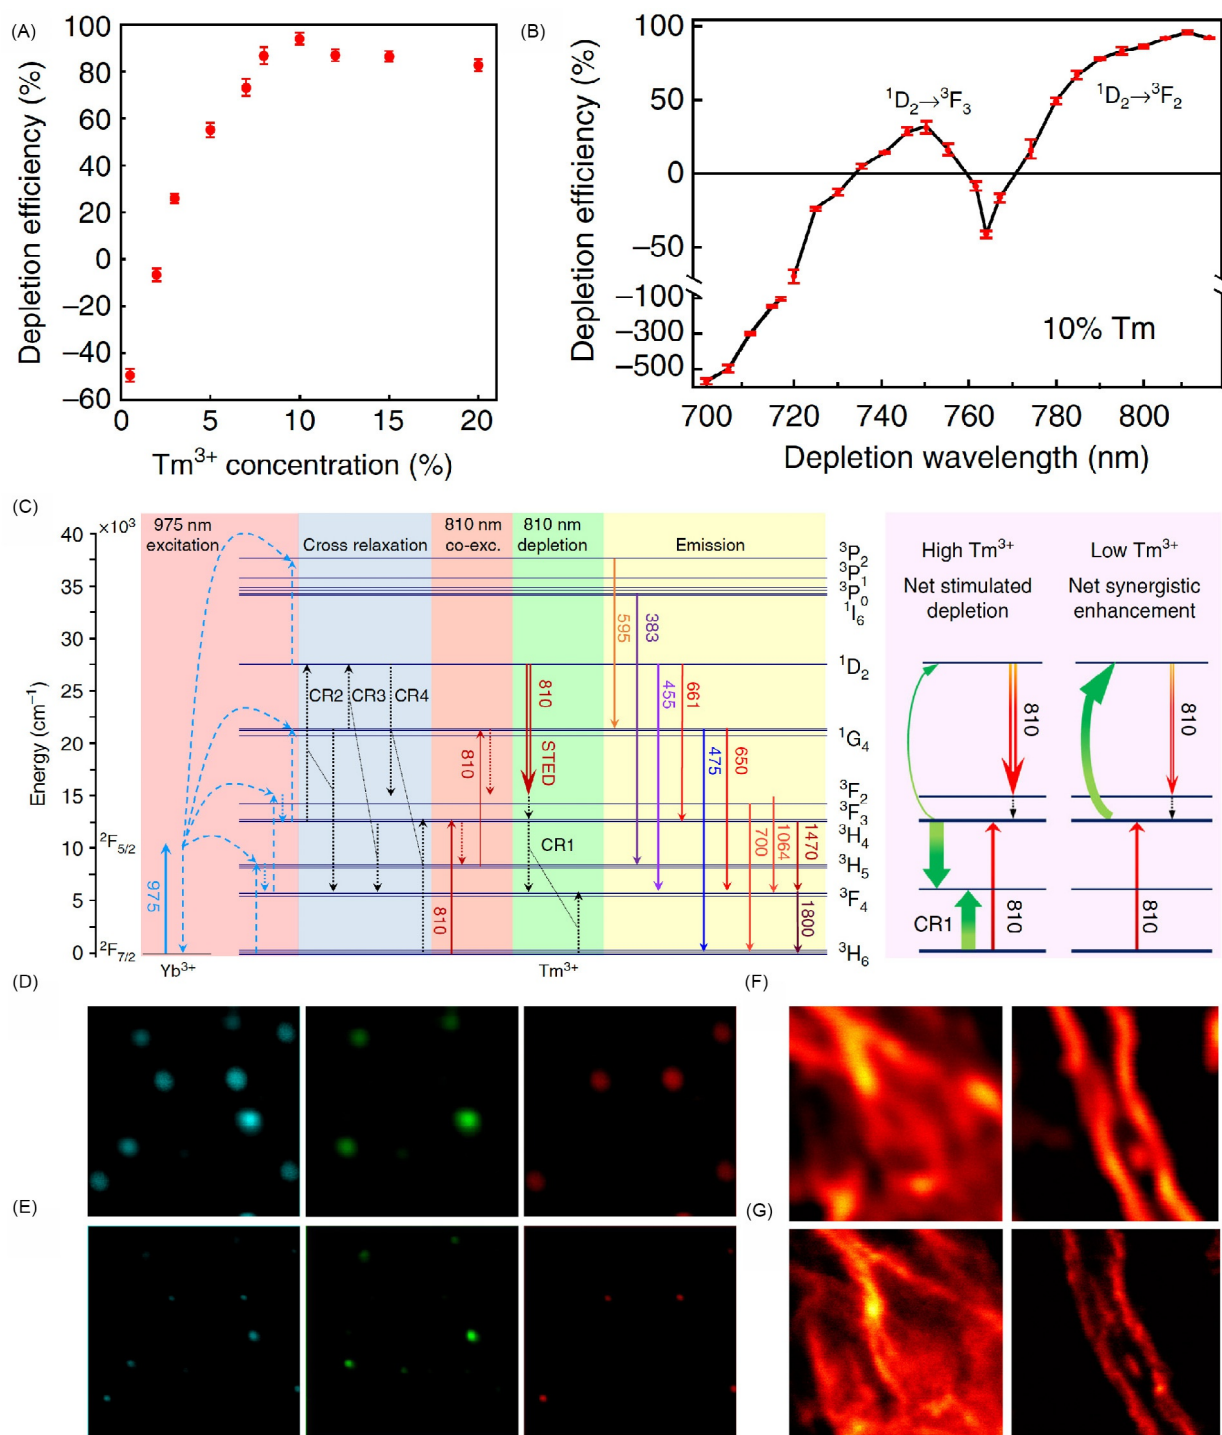 (A)
Depletion efficiency (%)
100
80
60
40
20
0
−20
−40
−60
0
5
10
15
20
Tm³⁺ concentration (%)
(B)
Depletion efficiency (%)
100
50
0
−50
−100
−300
−500
¹D₂→³F₃
¹D₂→³F₂
10% Tm
700
720
740
760
780
800
Depletion wavelength (nm)
(C)
×10³
40
35
30
25
20
15
10
5
0
Energy (cm⁻¹)
975 nm
excitation
Cross relaxation
810 nm
co-exc.
810 nm
depletion
Emission
²F₅/₂
²F₇/₂
975
Yb³⁺
CR2
CR3
CR4
810
810
810
STED
CR1
Tm³⁺
595
383
455
661
475
650
700
1064
1470
1800
³P₂
³P₁
³P₀
¹I₆
¹D₂
¹G₄
³F₂
³F₃
³H₄
³H₅
³F₄
³H₆
High Tm³⁺
Net stimulated
depletion
810
CR1
810
Low Tm³⁺
Net synergistic
enhancement
810
810
(D)
(E)
(F)
(G)